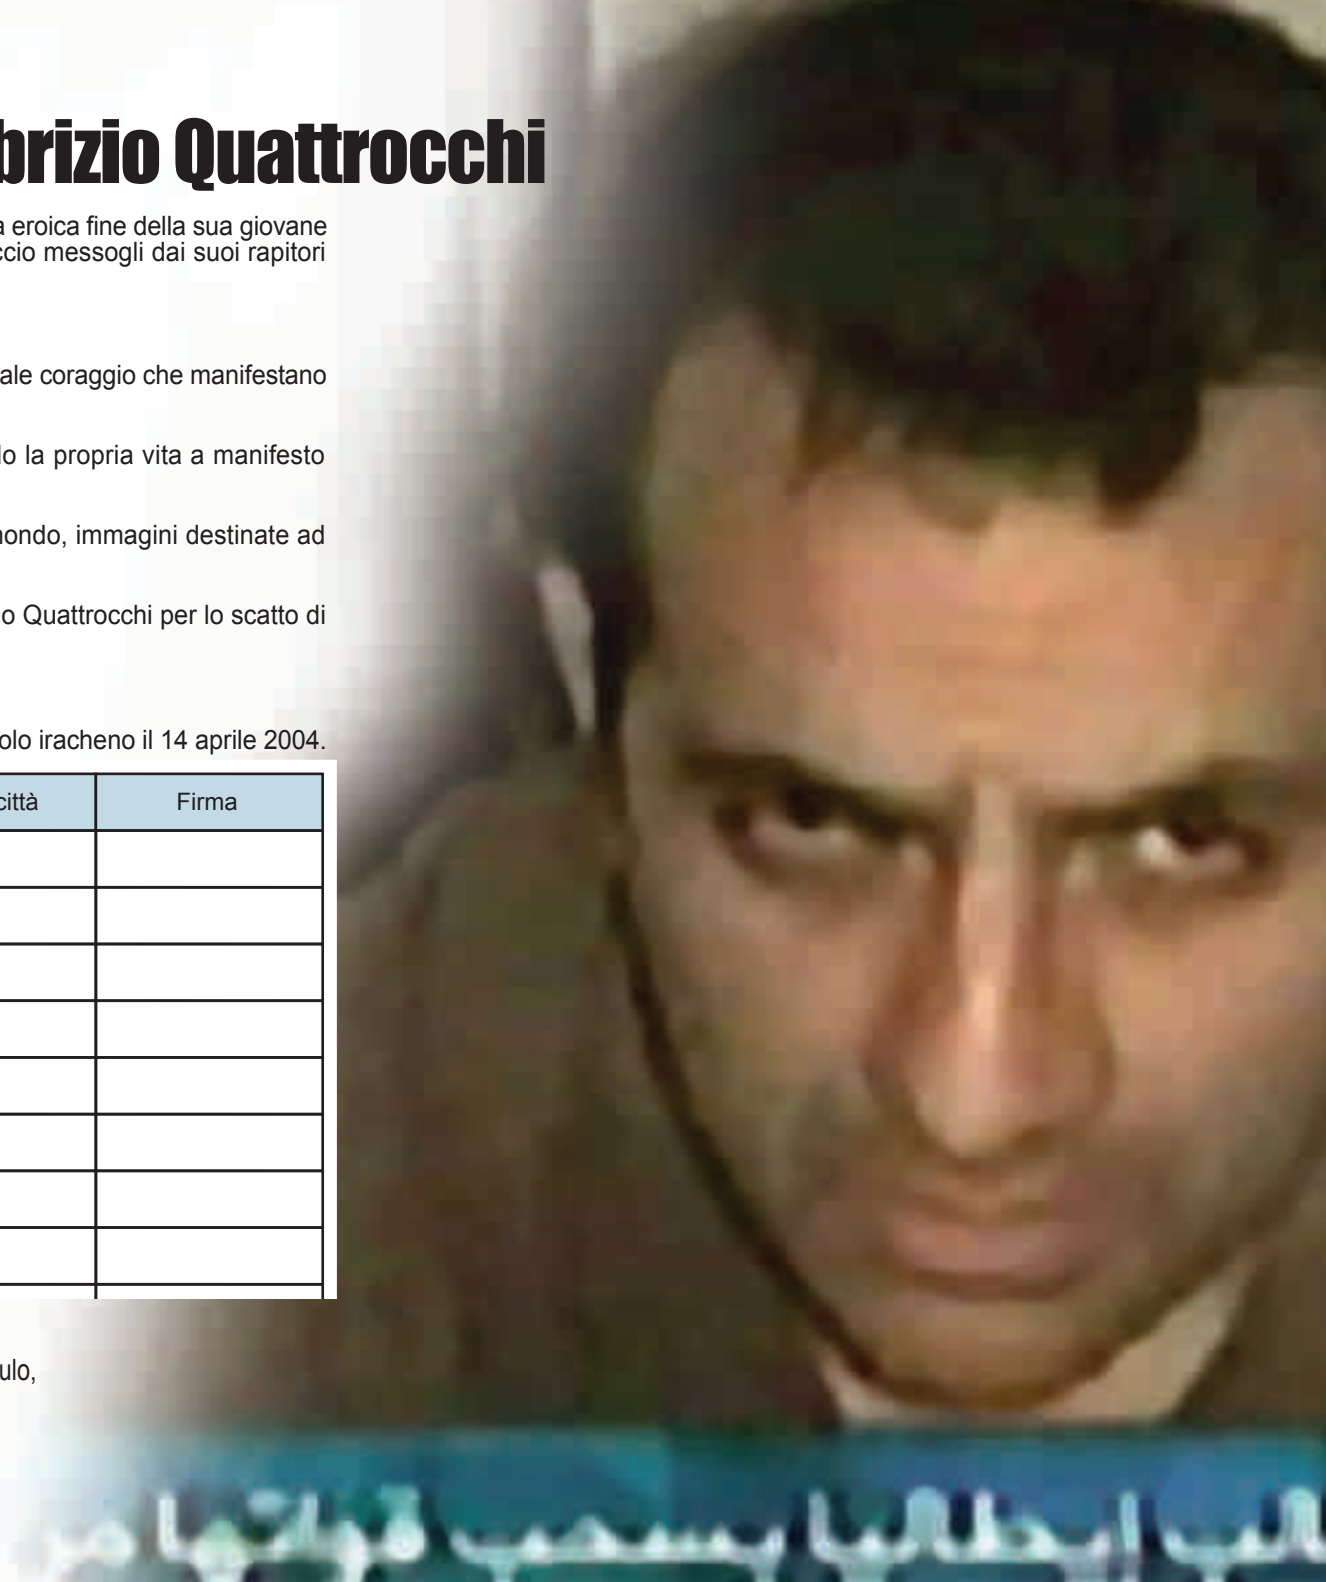 brizio Quattrocchi
a eroica fine della sua giovane
ccio messogli dai suoi rapitori
ale coraggio che manifestano
lo la propria vita a manifesto
nondo, immagini destinate ad
o Quattrocchi per lo scatto di
olo iracheno il 14 aprile 2004.
città Firma
ulo,
الب إيطاليا بسحب قواتها من